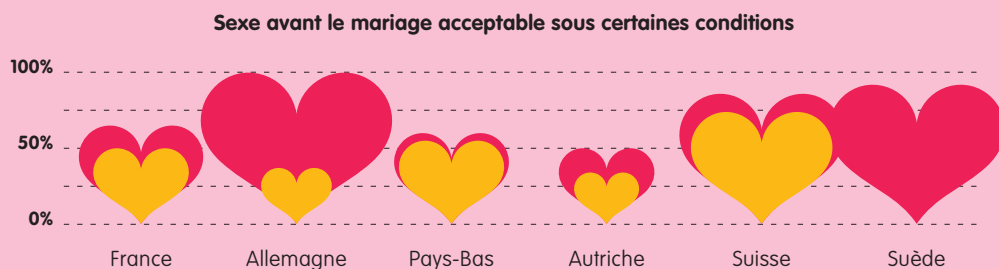 Sexe avant le mariage acceptable sous certaines conditions
100%
50%
0%
France Allemagne Pays-Bas Autriche Suisse Suède